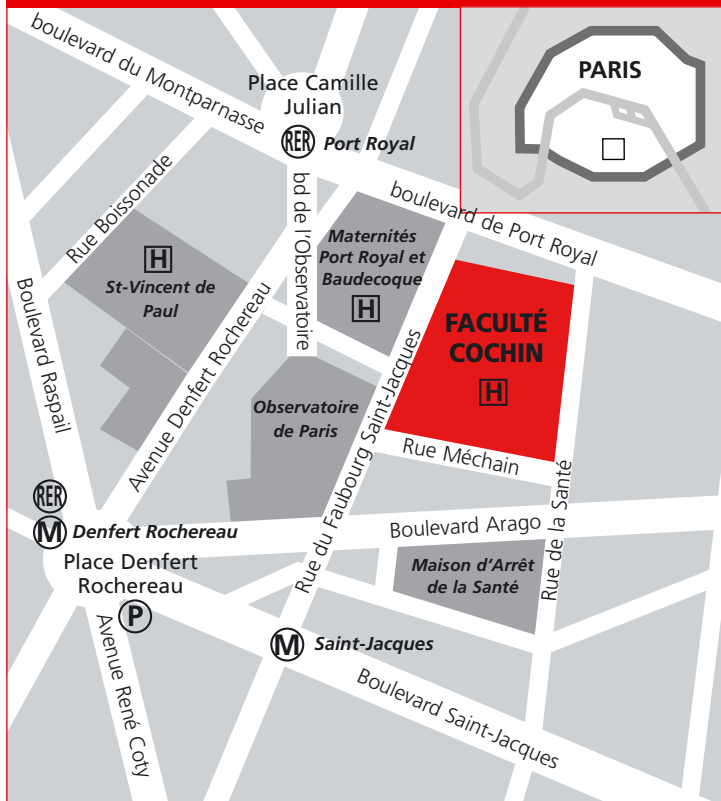 boulevard du Montparnasse
Place Camille
Julian
RER Port Royal
PARIS
Rue Boissonade
bd de l'Observatoire
boulevard de Port Royal
H
St-Vincent de
Paul
Maternités
Port Royal et
Baudecoque
H
FACULTÉ
COCHIN
H
Boulevard Raspail
Avenue Denfert Rochereau
Observatoire
de Paris
Rue du Faubourg Saint-Jacques
Rue Méchain
Rue de la Santé
RER
M Denfert Rochereau
Boulevard Arago
Place Denfert
Rochereau
P
Maison d'Arrêt
de la Santé
Avenue René Coty
M Saint-Jacques
Boulevard Saint-Jacques